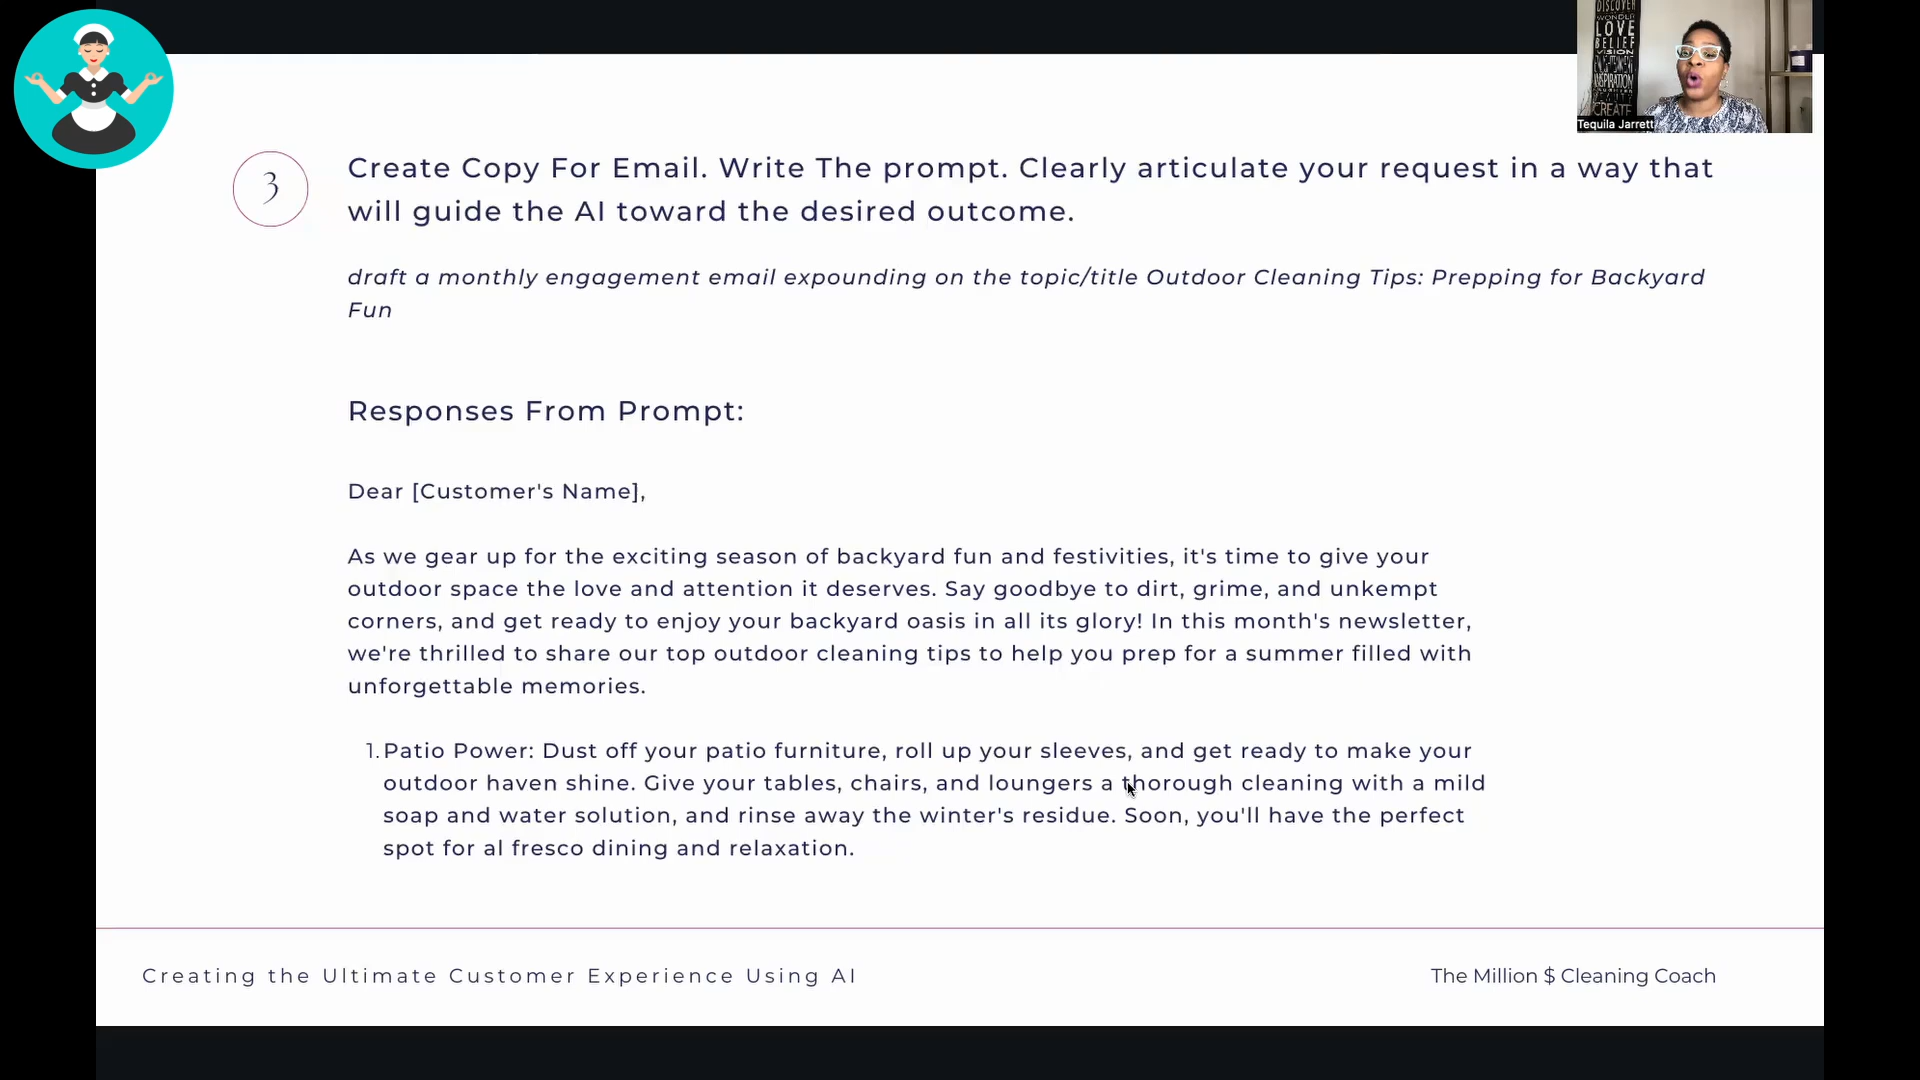 DISCOVER
WONDER
LOVE
BELIEF
VISION
INSPIRATION
CREATE
Tequila Jarrett
3
Create Copy For Email. Write The prompt. Clearly articulate your request in a way that
will guide the AI toward the desired outcome.
draft a monthly engagement email expounding on the topic/title Outdoor Cleaning Tips: Prepping for Backyard
Fun
Responses From Prompt:
Dear [Customer's Name],
As we gear up for the exciting season of backyard fun and festivities, it's time to give your
outdoor space the love and attention it deserves. Say goodbye to dirt, grime, and unkempt
corners, and get ready to enjoy your backyard oasis in all its glory! In this month's newsletter,
we're thrilled to share our top outdoor cleaning tips to help you prep for a summer filled with
unforgettable memories.
1. Patio Power: Dust off your patio furniture, roll up your sleeves, and get ready to make your
outdoor haven shine. Give your tables, chairs, and loungers a thorough cleaning with a mild
soap and water solution, and rinse away the winter's residue. Soon, you'll have the perfect
spot for al fresco dining and relaxation.
Creating the Ultimate Customer Experience Using AI
The Million $ Cleaning Coach